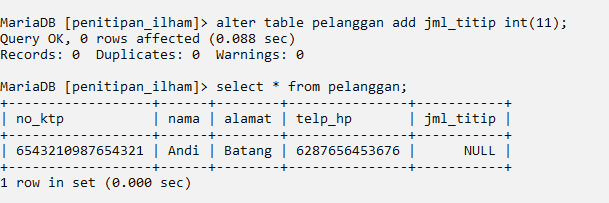 MariaDB [penitipan_ilham]> alter table pelanggan add jml_titip int(11);
Query OK, 0 rows affected (0.088 sec)
Records: 0  Duplicates: 0  Warnings: 0

MariaDB [penitipan_ilham]> select * from pelanggan;
+------------------+------+--------+---------------+-----------+
| no_ktp           | nama | alamat | telp_hp       | jml_titip |
+------------------+------+--------+---------------+-----------+
| 6543210987654321 | Andi | Batang | 6287656453676 |      NULL |
+------------------+------+--------+---------------+-----------+
1 row in set (0.000 sec)